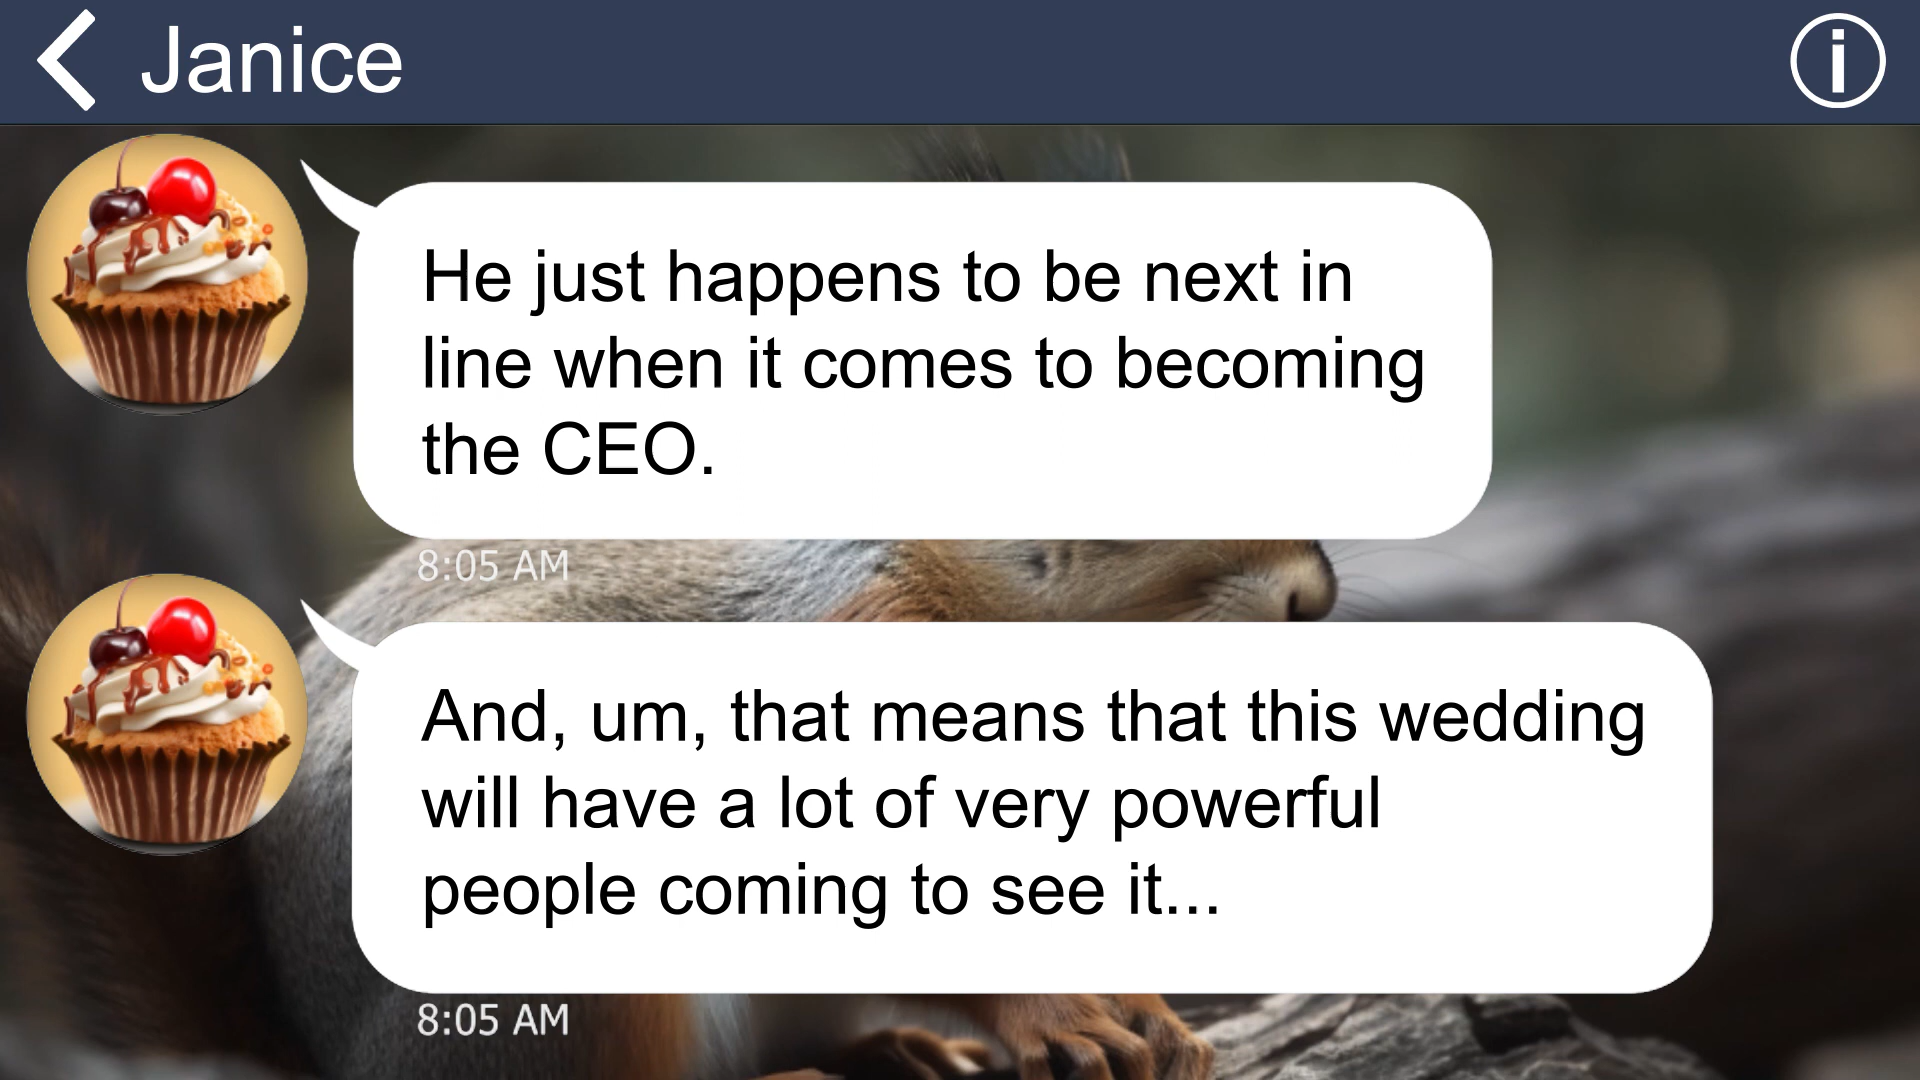 Janice
He just happens to be next in
line when it comes to becoming
the CEO.
8:05 AM
And, um, that means that this wedding
will have a lot of very powerful
people coming to see it...
8:05 AM